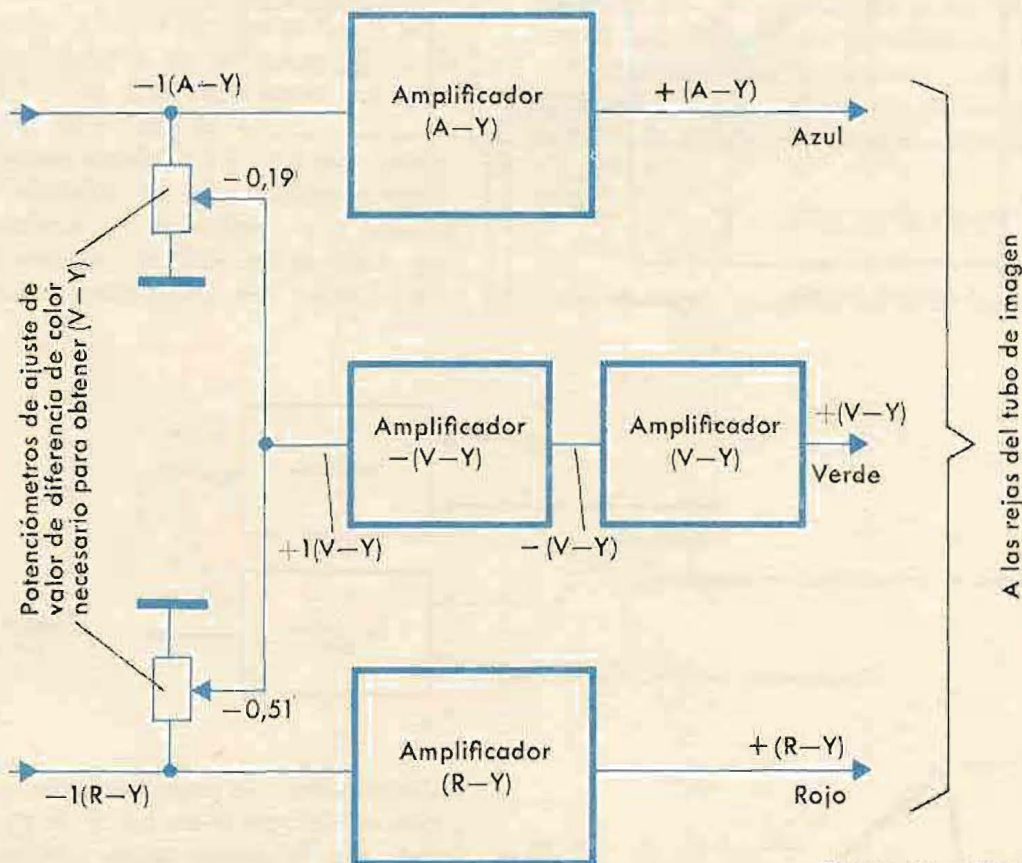 −1(A−Y)
Amplificador
(A−Y)
+(A−Y)
Azul
−0,19
Potenciómetros de ajuste de
valor de diferencia de color
necesario para obtener (V−Y)
Amplificador
−(V−Y)
Amplificador
(V−Y)
+(V−Y)
Verde
+1(V−Y)
−(V−Y)
−0,51
−1(R−Y)
Amplificador
(R−Y)
+(R−Y)
Rojo
A las rejas del tubo de imagen